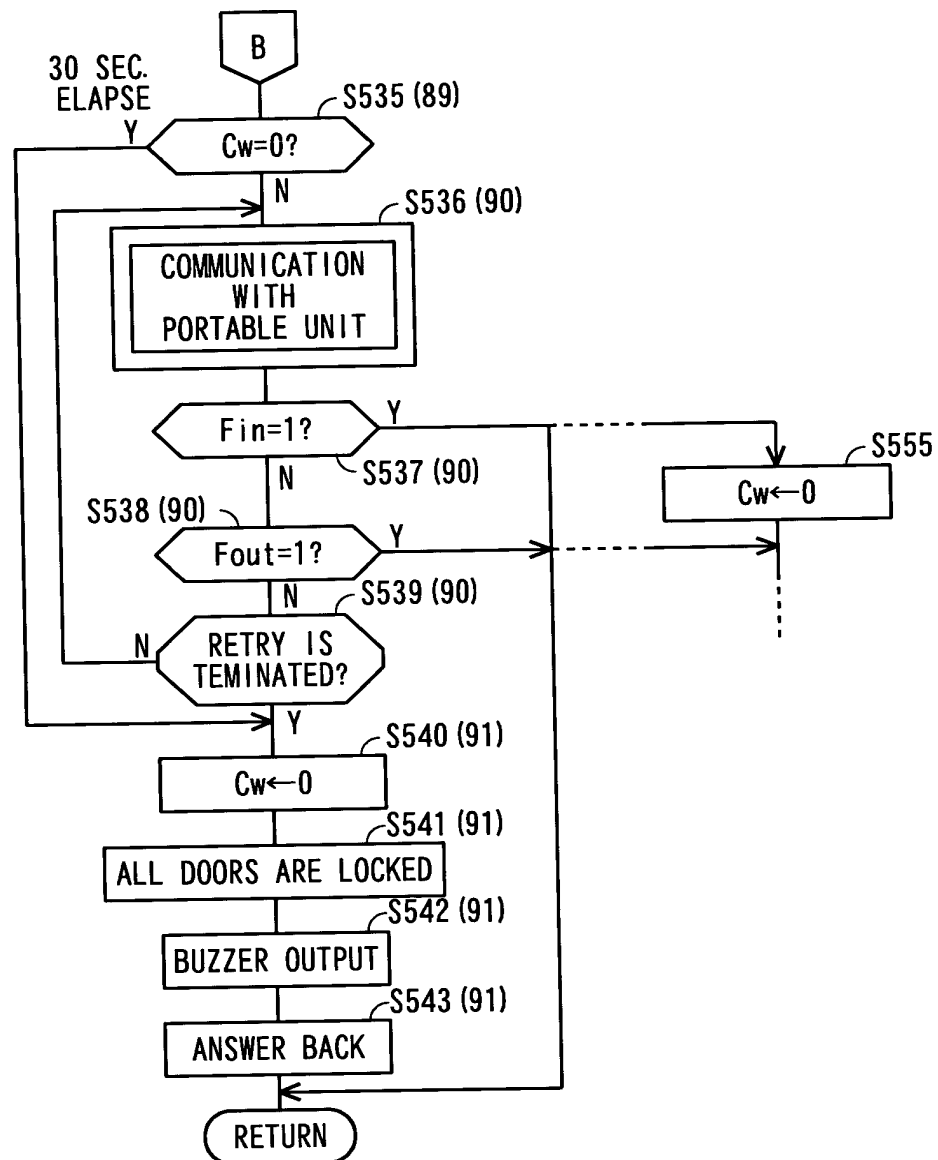 B
30 SEC.
ELAPSE
S535 (89)
Y
Cw=0?
N
S536 (90)
COMMUNICATION
WITH
PORTABLE UNIT
Fin=1?
Y
S537 (90)
N
S555
Cw←0
S538 (90)
Fout=1?
Y
N
S539 (90)
N
RETRY IS
TEMINATED?
Y
S540 (91)
Cw←0
S541 (91)
ALL DOORS ARE LOCKED
S542 (91)
BUZZER OUTPUT
S543 (91)
ANSWER BACK
RETURN